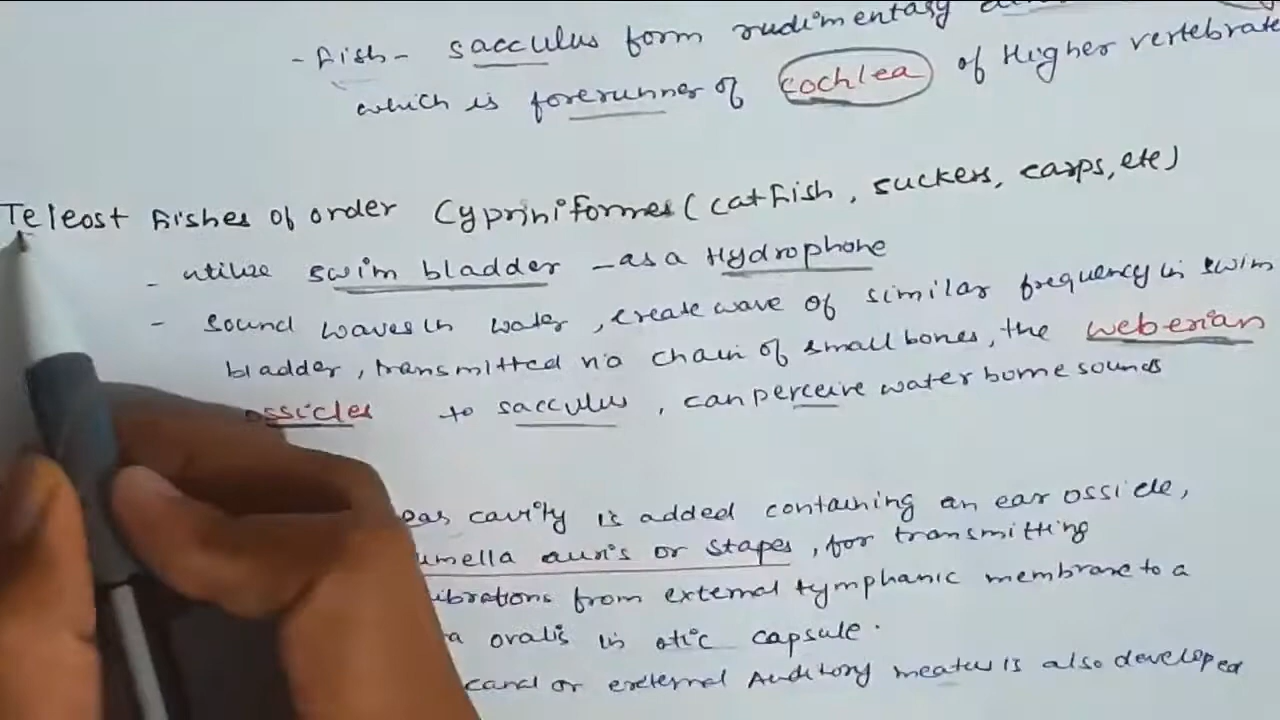 - fish - sacculus form rudimentary
which is forerunner of cochlea of Higher vertebrate
Teleost fishes of order Cypriniformes (catfish, suckers, carps, etc)
- utilize swim bladder - as a Hydrophone
- sound waves in water, create wave of similar frequency in swim
bladder, transmitted via chain of small bones, the weberian
ossicles to sacculus, can perceive water borne sounds
cavity is added containing an ear ossicle,
umella auris or stapes, for transmitting
ibrations from external tymphanic membrane to a
a ovalis in otic capsule.
canal or external Auditory meatus is also developed